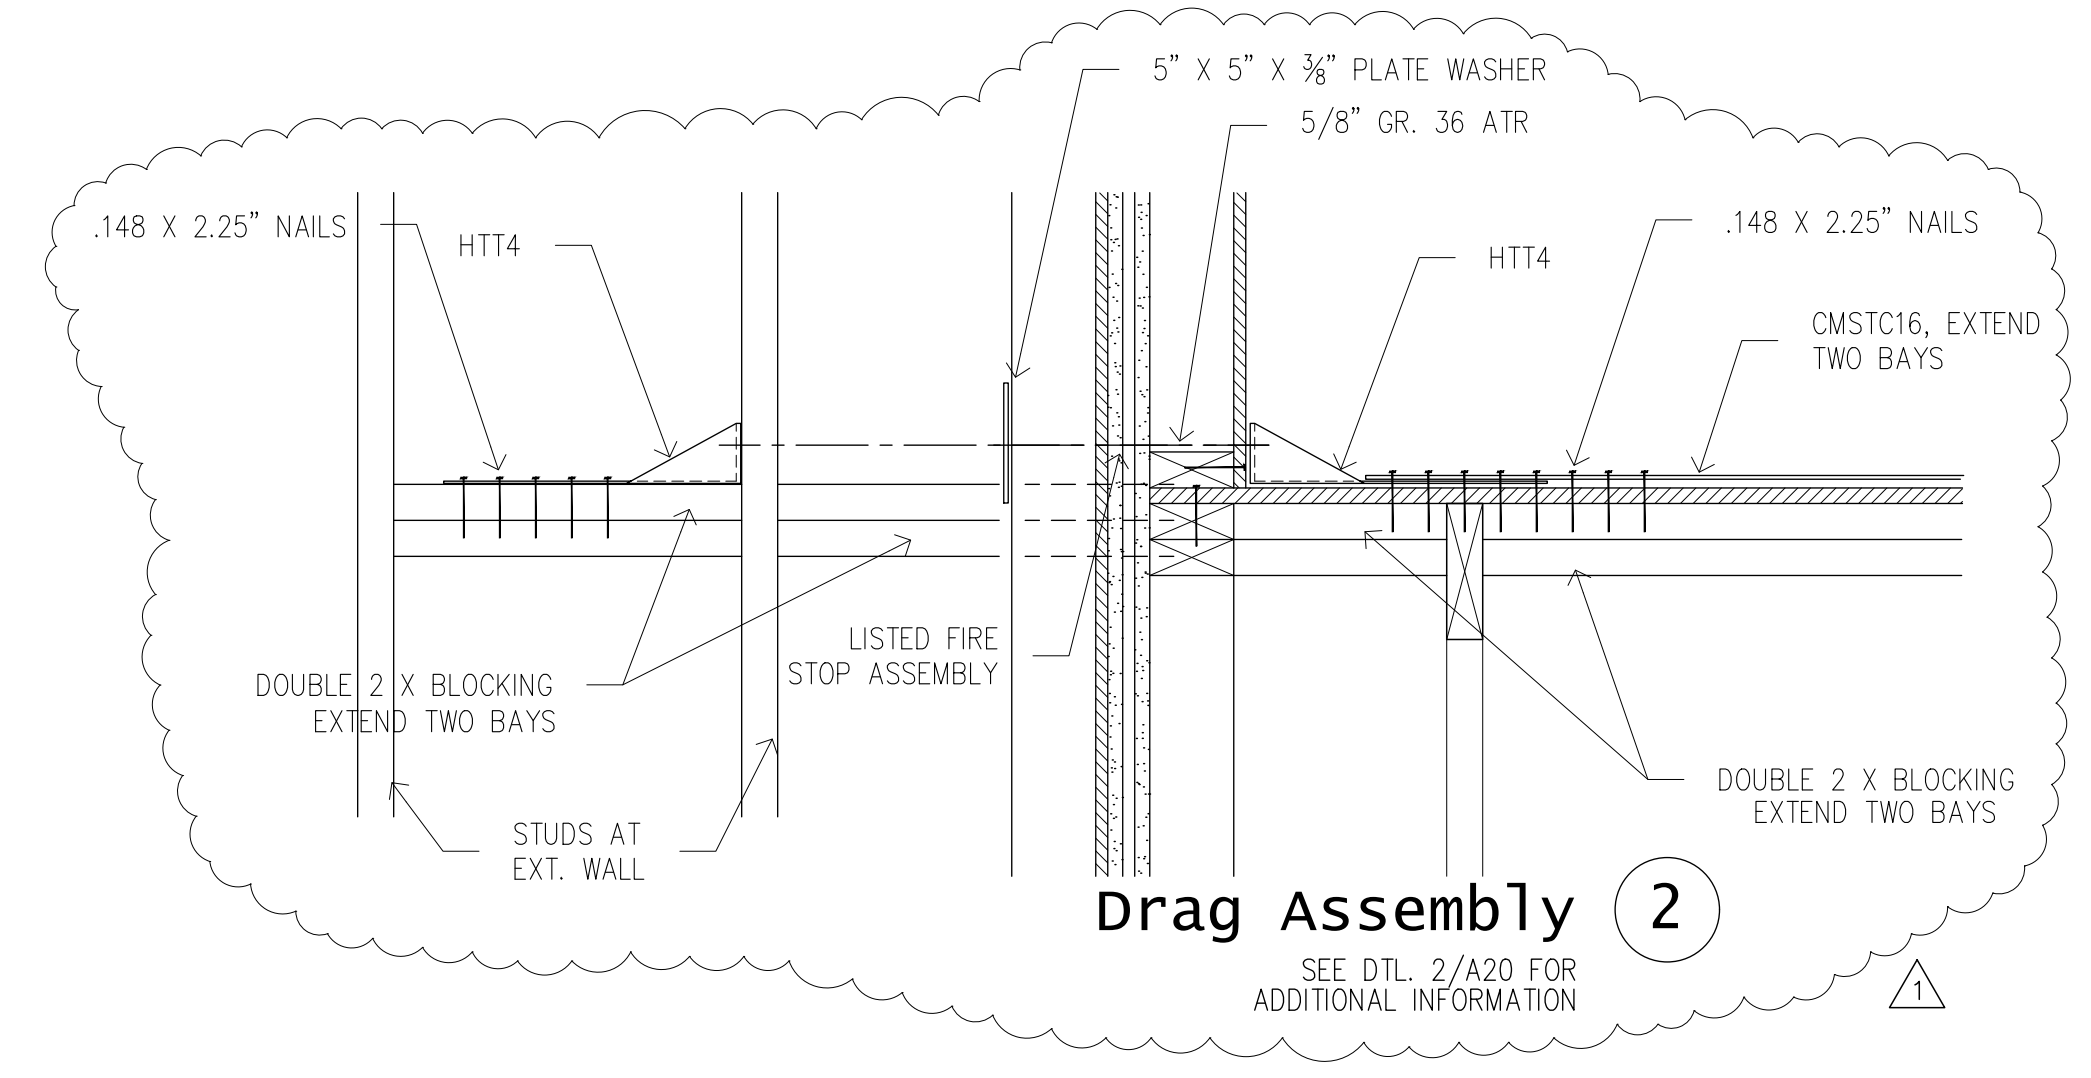 5” X 5” X ⅜” PLATE WASHER
5/8” GR. 36 ATR
.148 X 2.25” NAILS
HTT4
.148 X 2.25” NAILS
HTT4
CMSTC16, EXTEND
TWO BAYS
LISTED FIRE
STOP ASSEMBLY
DOUBLE 2 X BLOCKING
EXTEND TWO BAYS
STUDS AT
EXT. WALL
DOUBLE 2 X BLOCKING
EXTEND TWO BAYS
Drag Assembly 2
SEE DTL. 2/A20 FOR
ADDITIONAL INFORMATION
1